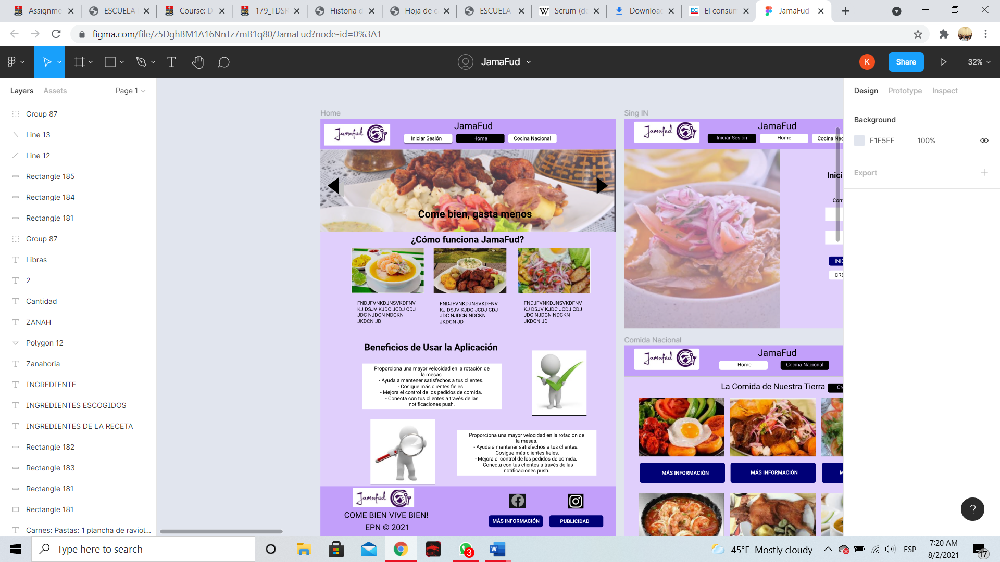 Assignme
ESCUELA
Course: D
179_TDSF
Historia d
Hoja de c
ESCUELA
Scrum (de
Downloac
El consum
JamaFud
figma.com/file/z5DghBM1A16NnTz7mB1q80/JamaFud?node-id=0%3A1
JamaFud
K
Share
32%
Layers
Assets
Page 1
Group 87
Line 13
Line 12
Rectangle 185
Rectangle 184
Rectangle 181
Group 87
Libras
2
Cantidad
ZANAH
Polygon 12
Zanahoria
INGREDIENTE
INGREDIENTES ESCOGIDOS
INGREDIENTES DE LA RECETA
Rectangle 182
Rectangle 183
Rectangle 181
Rectangle 181
Carnes: Pastas: 1 plancha de raviol...
Home
Jamafud
JamaFud
Iniciar Sesión
Home
Cocina Nacional
Come bien, gasta menos
¿Cómo funciona JamaFud?
FNDJFVNKDJNSVKDFNV
KJ DSJV KJDC JCDJ CDJ
JDC NJDCN NDCKN
JKDCN JD
FNDJFVNKDJNSVKDFNV
KJ DSJV KJDC JCDJ CDJ
JDC NJDCN NDCKN
JKDCN JD
FNDJFVNKDJNSVKDFNV
KJ DSJV KJDC JCDJ CDJ
JDC NJDCN NDCKN
JKDCN JD
Beneficios de Usar la Aplicación
Proporciona una mayor velocidad en la rotación de
la mesas.
- Ayuda a mantener satisfechos a tus clientes.
- Cosigue más clientes fieles.
- Mejora el control de los pedidos de comida.
- Conecta con tus clientes a través de las
notificaciones push.
Proporciona una mayor velocidad en la rotación de
la mesas.
- Ayuda a mantener satisfechos a tus clientes.
- Cosigue más clientes fieles.
- Mejora el control de los pedidos de comida.
- Conecta con tus clientes a través de las
notificaciones push.
Jamafud
COME BIEN VIVE BIEN!
EPN © 2021
MÁS INFORMACIÓN
PUBLICIDAD
Sing IN
Jamafud
JamaFud
Iniciar Sesión
Home
Cocina Nac
Inici
Corre
INIC
CRE
Comida Nacional
Jamafud
JamaFud
Home
Cocina Nacional
La Comida de Nuestra Tierra
Cre
MÁS INFORMACIÓN
MÁS INFORMACIÓN
M
Design
Prototype
Inspect
Background
E1E5EE
100%
Export
?
Type here to search
3
45°F Mostly cloudy
ESP
7:20 AM
8/2/2021
17